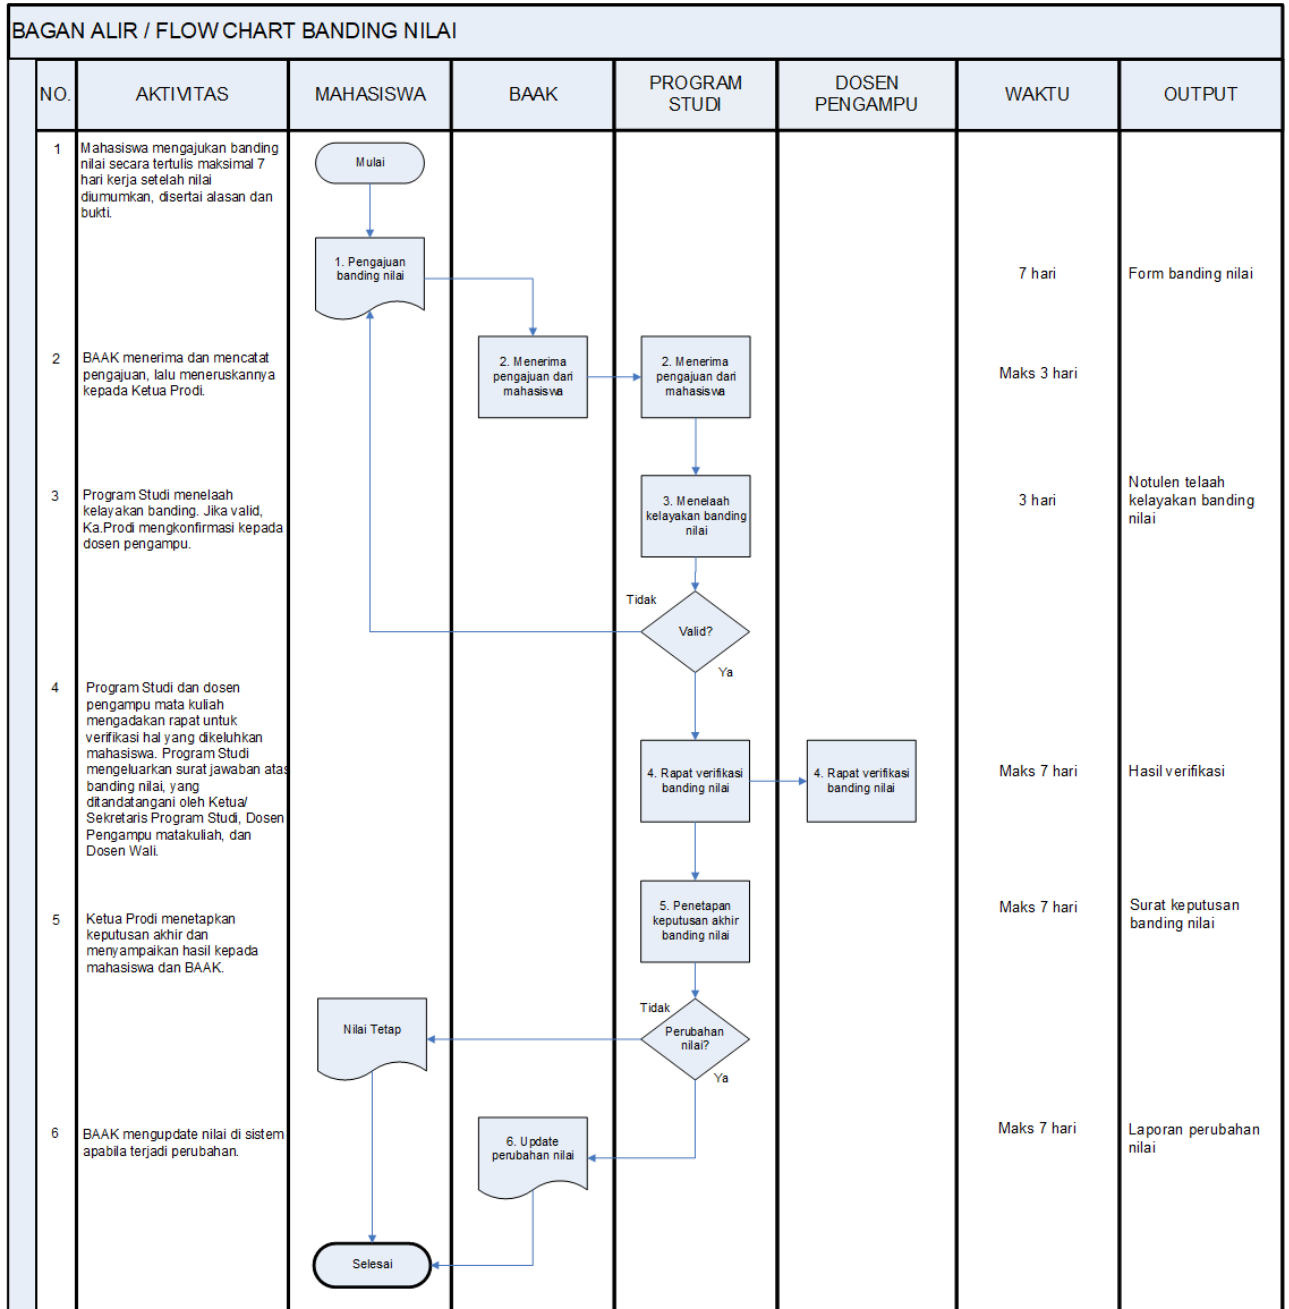 BAGAN ALIR / FLOW CHART BANDING NILAI
NO.
AKTIVITAS
MAHASISWA
BAAK
PROGRAM
STUDI
DOSEN
PENGAMPU
WAKTU
OUTPUT
1
Mahasiswa mengajukan banding
nilai secara tertulis maksimal 7
hari kerja setelah nilai
diumumkan, disertai alasan dan
bukti.
Mulai
1. Pengajuan
banding nilai
7 hari
Form banding nilai
2
BAAK menerima dan mencatat
pengajuan, lalu meneruskannya
kepada Ketua Prodi.
2. Menerima
pengajuan dari
mahasiswa
2. Menerima
pengajuan dari
mahasiswa
Maks 3 hari
3
Program Studi menelaah
kelayakan banding. Jika valid,
Ka.Prodi mengkonfirmasi kepada
dosen pengampu.
3. Menelaah
kelayakan banding
nilai
3 hari
Notulen telaah
kelayakan banding
nilai
Tidak
Valid?
Ya
4
Program Studi dan dosen
pengampu mata kuliah
mengadakan rapat untuk
verifikasi hal yang dikeluhkan
mahasiswa. Program Studi
mengeluarkan surat jawaban atas
banding nilai, yang
ditandatangani oleh Ketua/
Sekretaris Program Studi, Dosen
Pengampu matakuliah, dan
Dosen Wali.
4. Rapat verifikasi
banding nilai
4. Rapat verifikasi
banding nilai
Maks 7 hari
Hasil verifikasi
5
Ketua Prodi menetapkan
keputusan akhir dan
menyampaikan hasil kepada
mahasiswa dan BAAK.
5. Penetapan
keputusan akhir
banding nilai
Maks 7 hari
Surat keputusan
banding nilai
Nilai Tetap
Tidak
Perubahan
nilai?
Ya
6
BAAK mengupdate nilai di sistem
apabila terjadi perubahan.
6. Update
perubahan nilai
Maks 7 hari
Laporan perubahan
nilai
Selesai